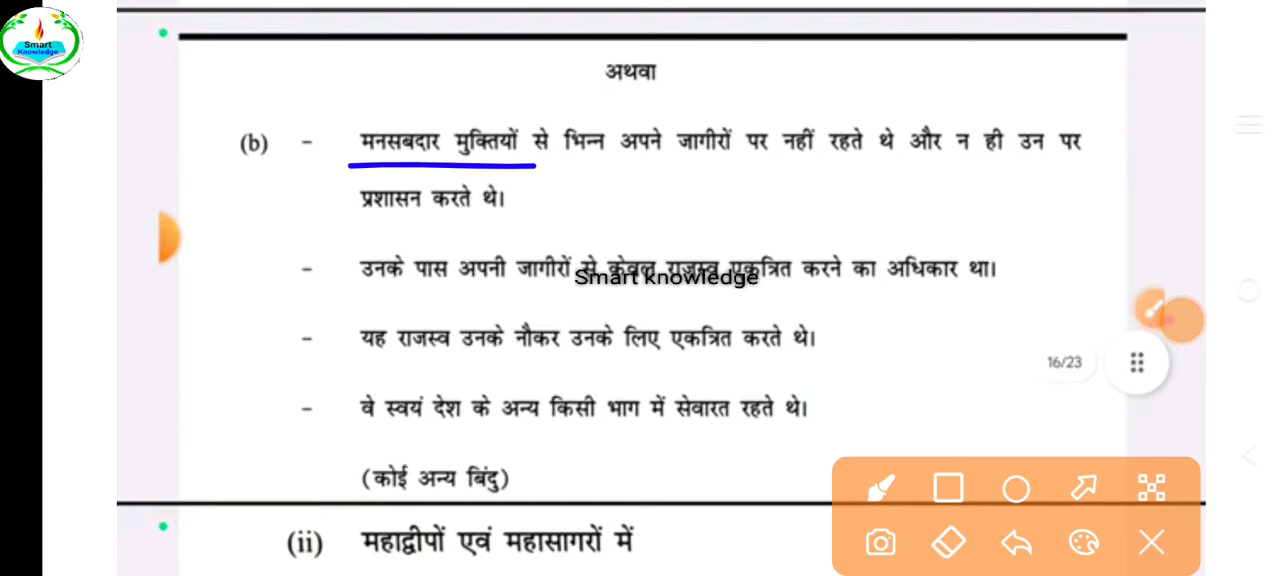 Smart
Knowledge
अथवा
(b) - मनसबदार मुक्तियों से भिन्न अपने जागीरों पर नहीं रहते थे और न ही उन पर
प्रशासन करते थे।
- उनके पास अपनी जागीरों से केवल राजस्व एकत्रित करने का अधिकार था।
Smart knowledge
- यह राजस्व उनके नौकर उनके लिए एकत्रित करते थे।
16/23
- वे स्वयं देश के अन्य किसी भाग में सेवारत रहते थे।
(कोई अन्य बिंदु)
(ii) महाद्वीपों एवं महासागरों में